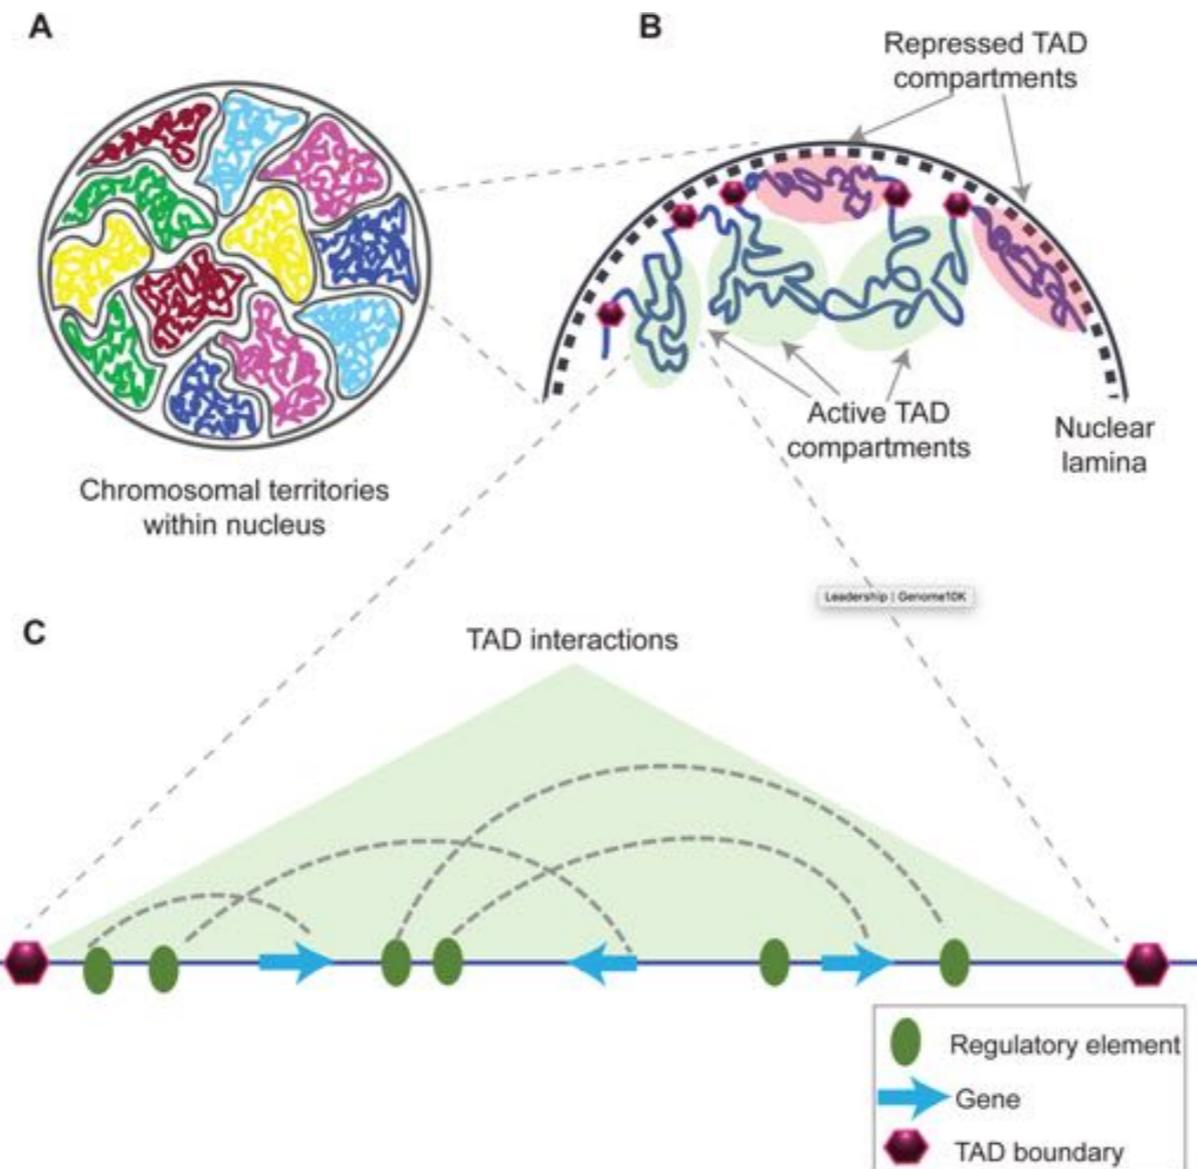 A
B
Repressed TAD
compartments
Active TAD
compartments
Nuclear
lamina
Chromosomal territories
within nucleus
Leadership | Genome10K
C
TAD interactions
Regulatory element
Gene
TAD boundary